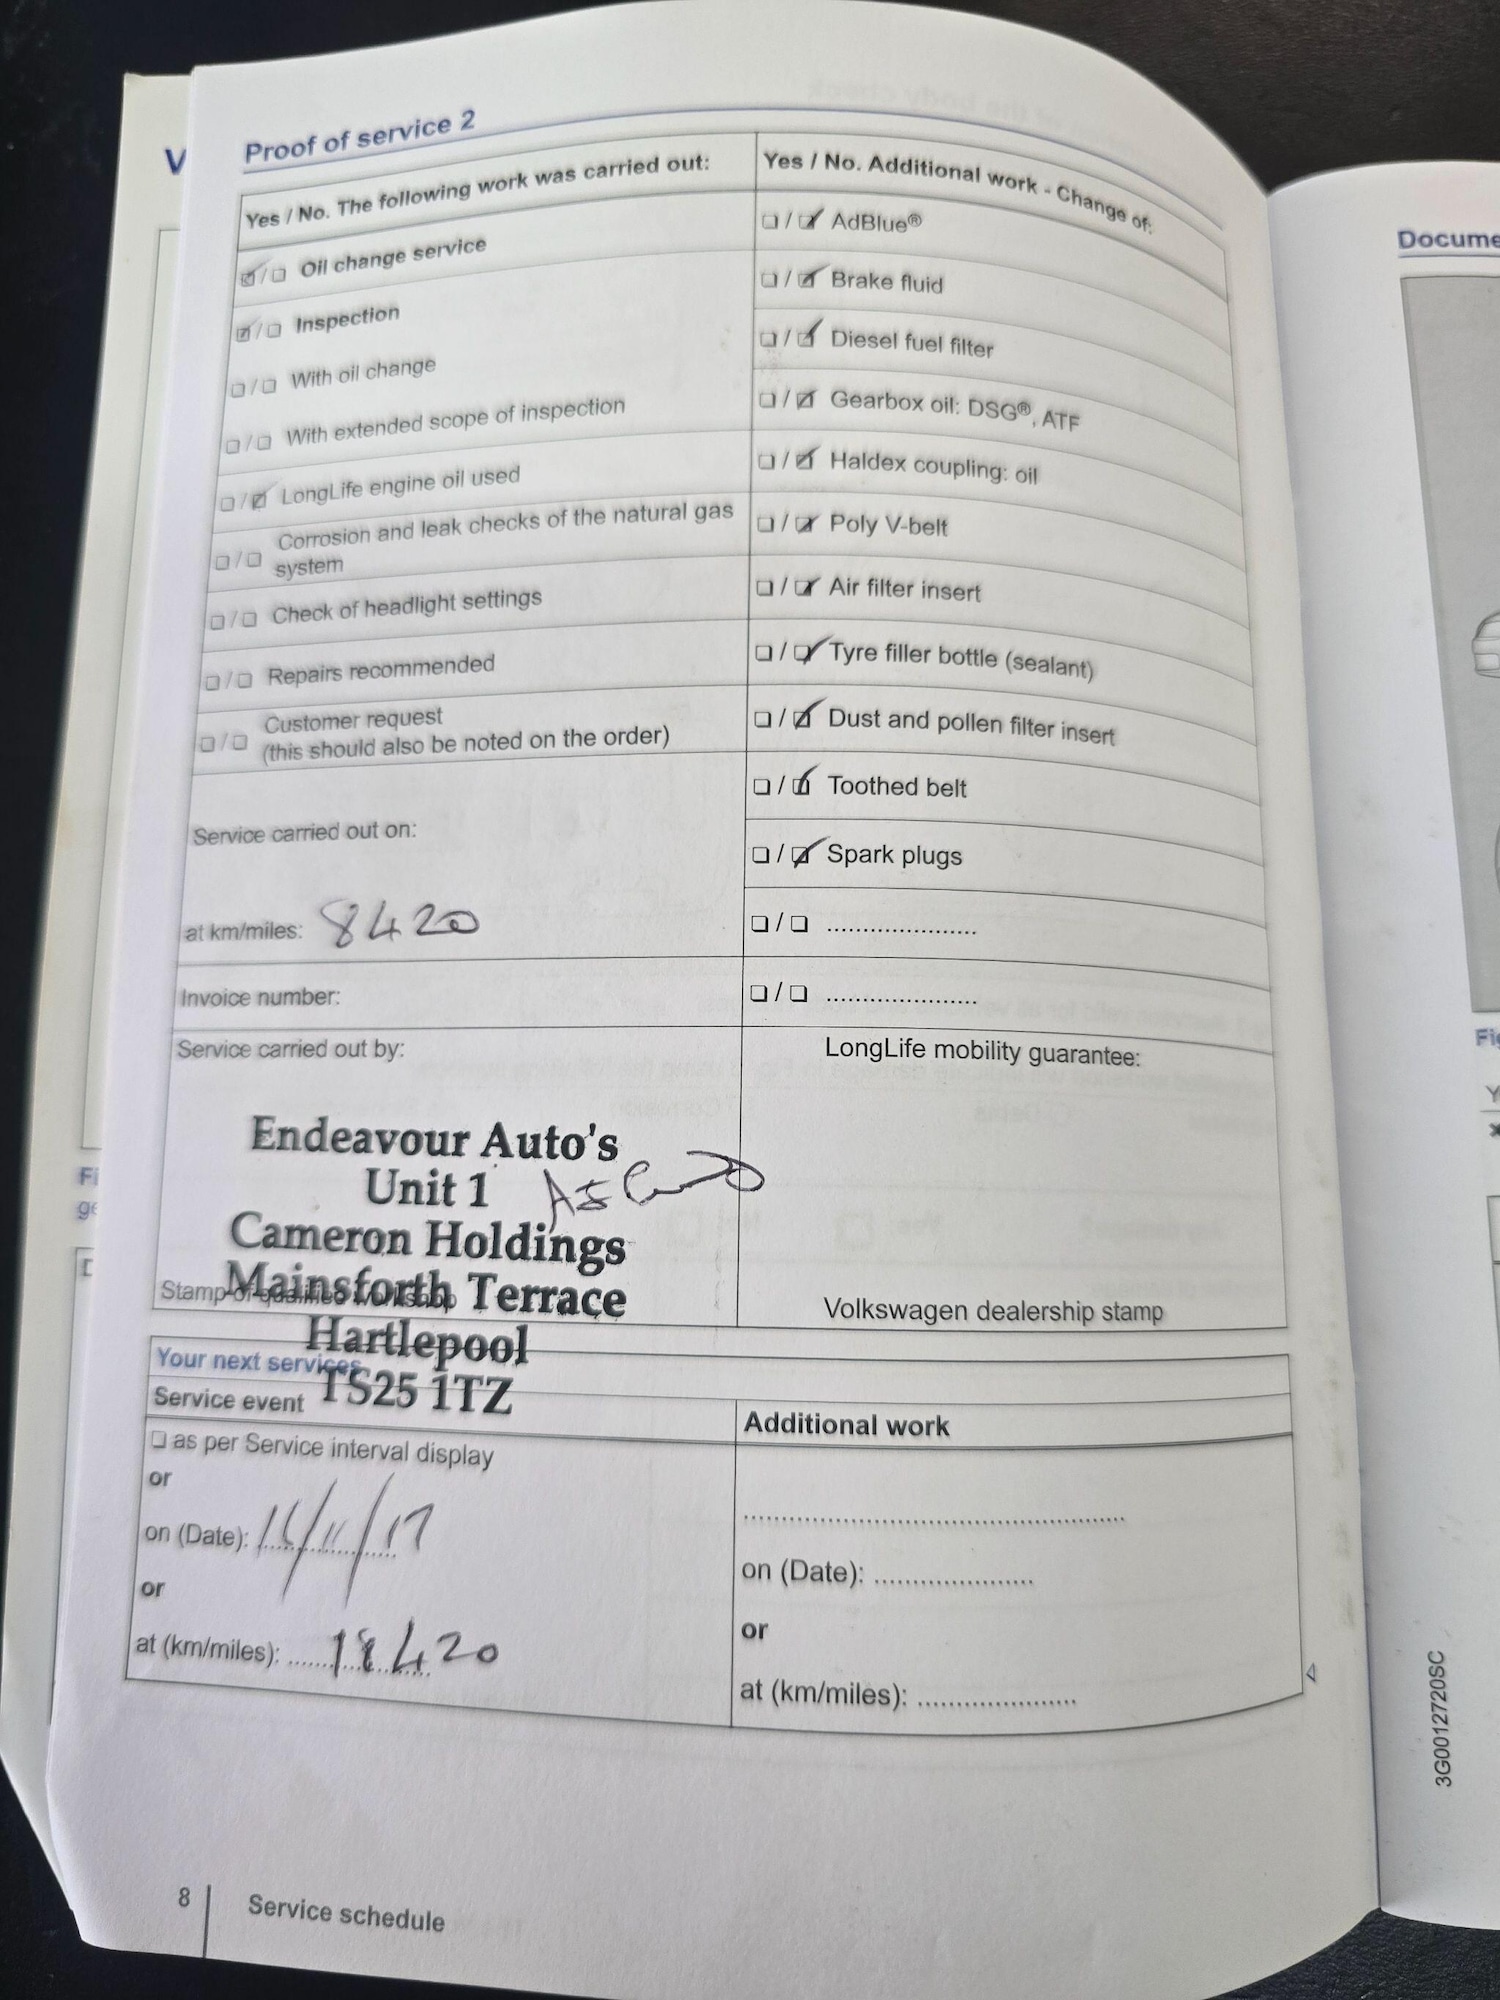 V
Proof of service 2
Yes / No. The following work was carried out:
☑/☐ Oil change service
☑/☐ Inspection
☐/☐ With oil change
☐/☐ With extended scope of inspection
☐/☑ LongLife engine oil used
☐/☐ Corrosion and leak checks of the natural gas
system
☐/☐ Check of headlight settings
☐/☐ Repairs recommended
☐/☐ Customer request
(this should also be noted on the order)
Service carried out on:
at km/miles: 8420
Invoice number:
Service carried out by:
Endeavour Auto's
Unit 1
Cameron Holdings
Mainsforth Terrace
Hartlepool
TS25 1TZ
Stamp of qualified workshop
Yes / No. Additional work - Change of:
☐/☑ AdBlue®
☐/☑ Brake fluid
☐/☑ Diesel fuel filter
☐/☑ Gearbox oil: DSG®, ATF
☐/☑ Haldex coupling: oil
☐/☑ Poly V-belt
☐/☑ Air filter insert
☐/☑ Tyre filler bottle (sealant)
☐/☑ Dust and pollen filter insert
☐/☑ Toothed belt
☐/☑ Spark plugs
☐/☐ .....................
☐/☐ .....................
LongLife mobility guarantee:
Volkswagen dealership stamp
Your next services
Service event
☐ as per Service interval display
or
on (Date): 16/11/17
or
at (km/miles): 18420
Additional work
on (Date): .....................
or
at (km/miles): .....................
8
Service schedule
Docume
3G0012720SC
Fi
ge
D
Fig
Y